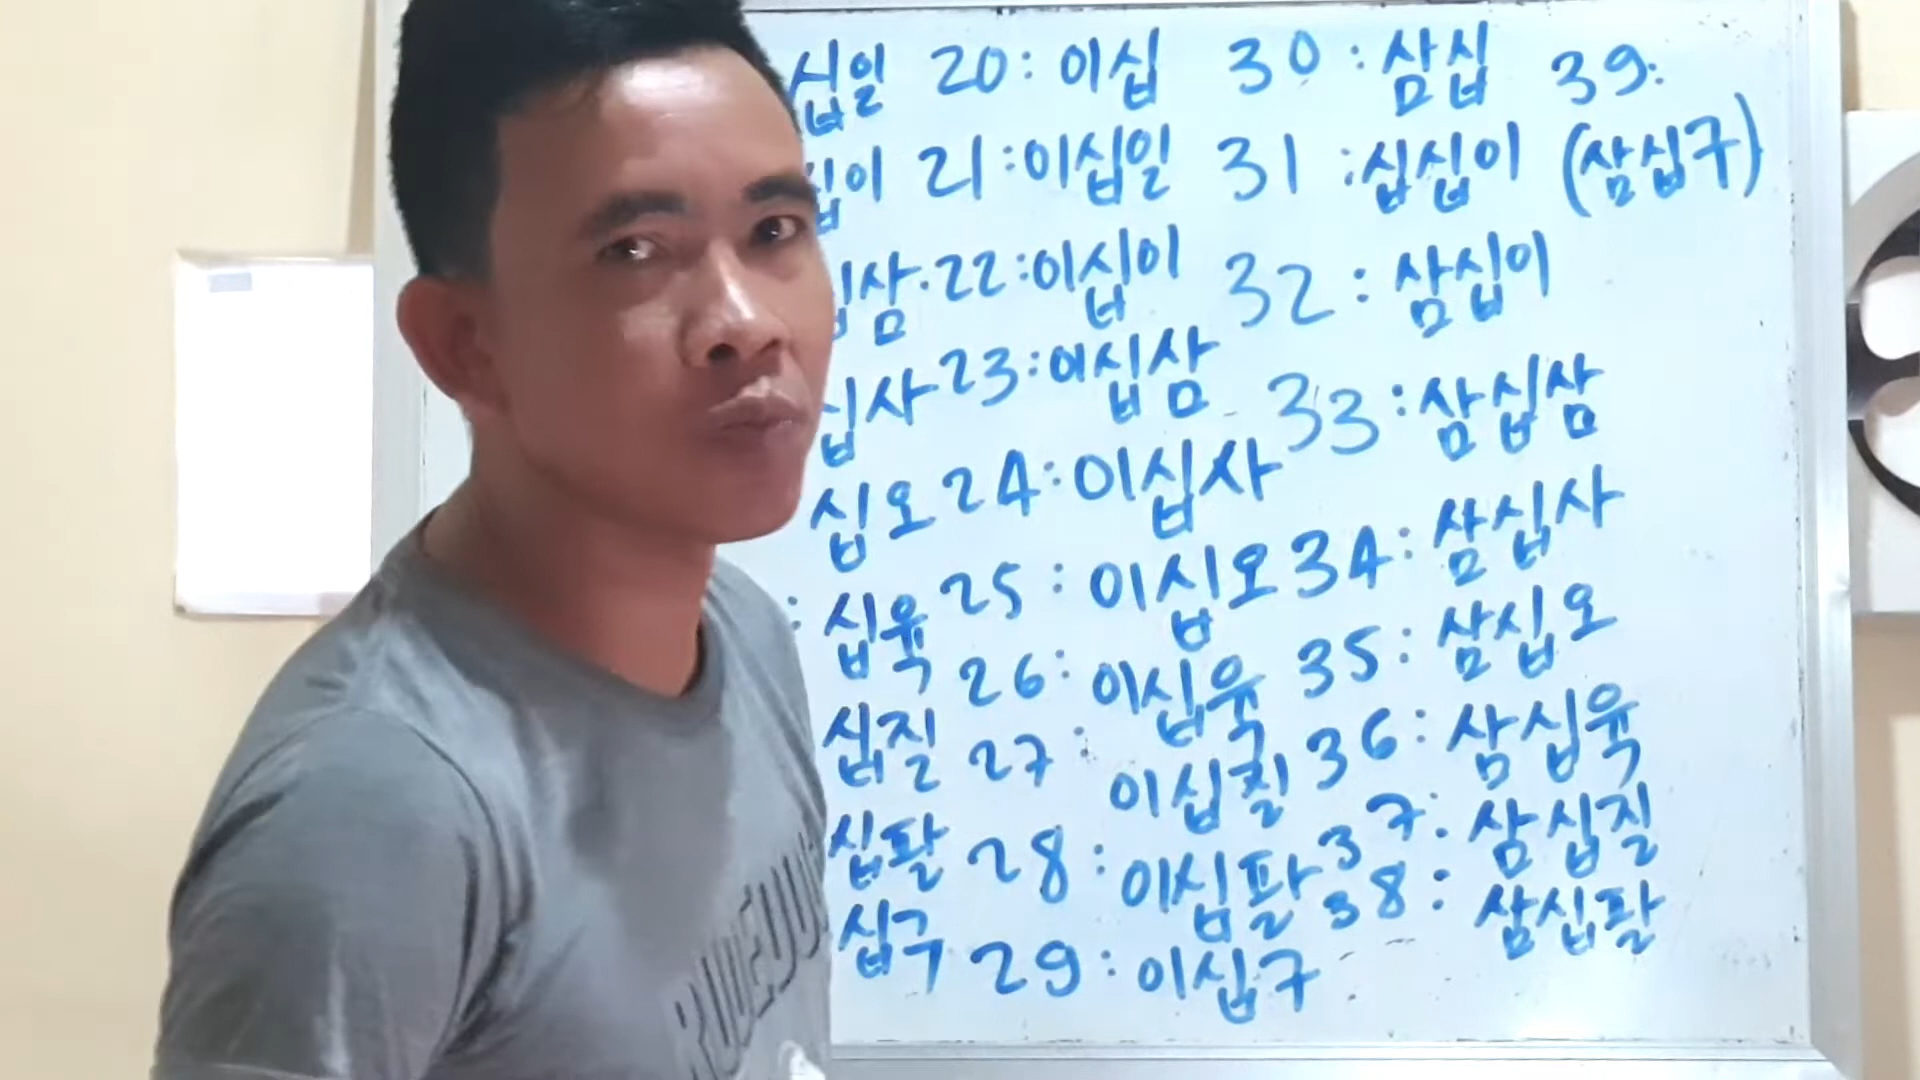 십일 20: 이십 30: 삼십 39:
이 21: 이십일 31: 십십이 (삼십구)
삼 22: 이십이 32: 삼십이
십사 23: 이십삼 33: 삼십삼
십오 24: 이십사 34: 삼십사
: 십육 25: 이십오 35: 삼십오
십질 26: 이십육 36: 삼십육
십팔 27: 이십칠 37: 삼십질
십구 28: 이십팔 38: 삼십팔
29: 이십구